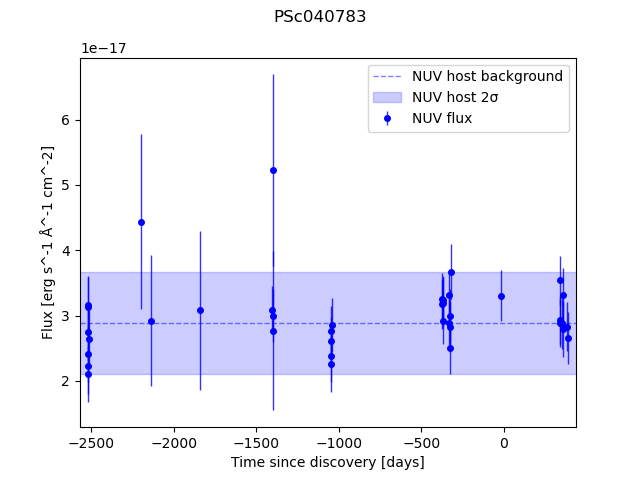 PSc040783
1e−17
NUV host background
NUV host 2σ
NUV flux
6
5
4
3
2
Flux [erg s^-1 Å^-1 cm^-2]
−2500 −2000 −1500 −1000 −500 0
Time since discovery [days]